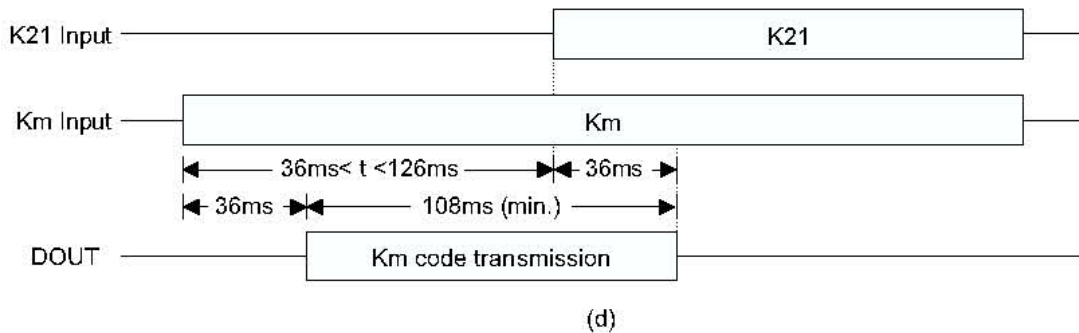 K21 Input
K21
Km Input
Km
36ms< t <126ms
36ms
36ms
108ms (min.)
DOUT
Km code transmission
(d)